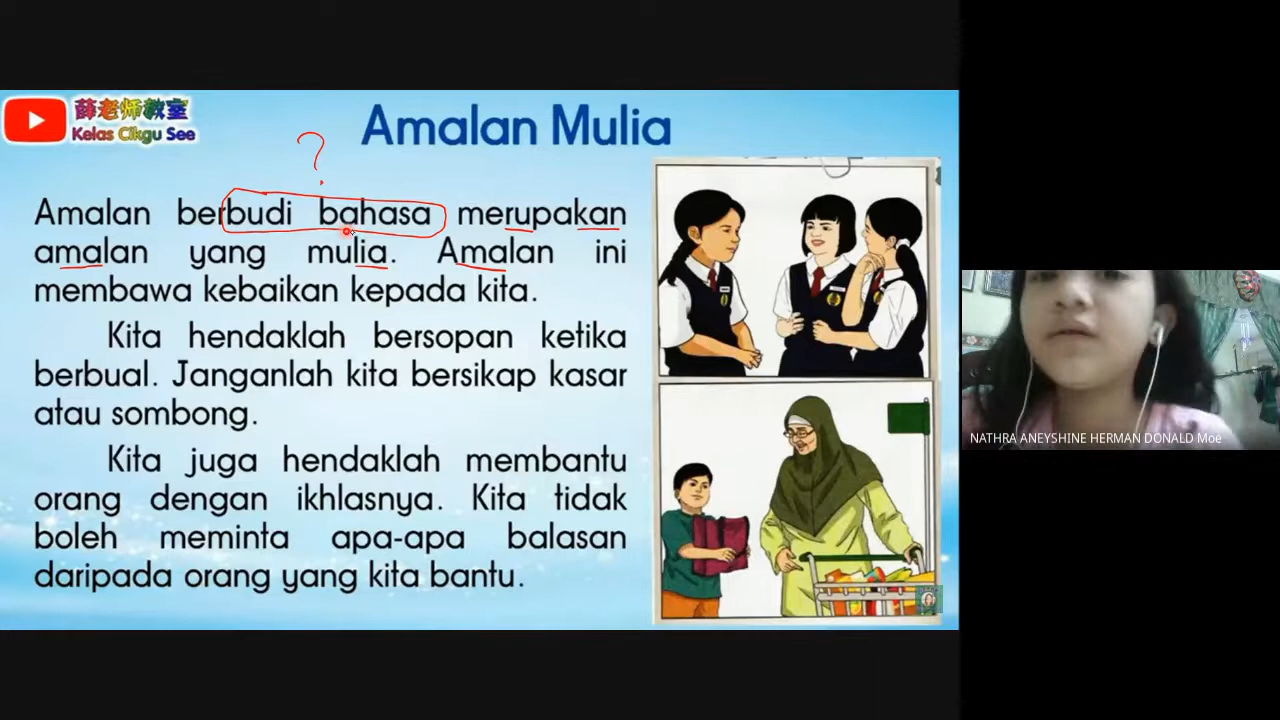 薛老师教室
Kelas Cikgu See
Amalan Mulia
?
Amalan berbudi bahasa merupakan
amalan yang mulia. Amalan ini
membawa kebaikan kepada kita.
Kita hendaklah bersopan ketika
berbual. Janganlah kita bersikap kasar
atau sombong.
Kita juga hendaklah membantu
orang dengan ikhlasnya. Kita tidak
boleh meminta apa-apa balasan
daripada orang yang kita bantu.
NATHRA ANEYSHINE HERMAN DONALD Moe